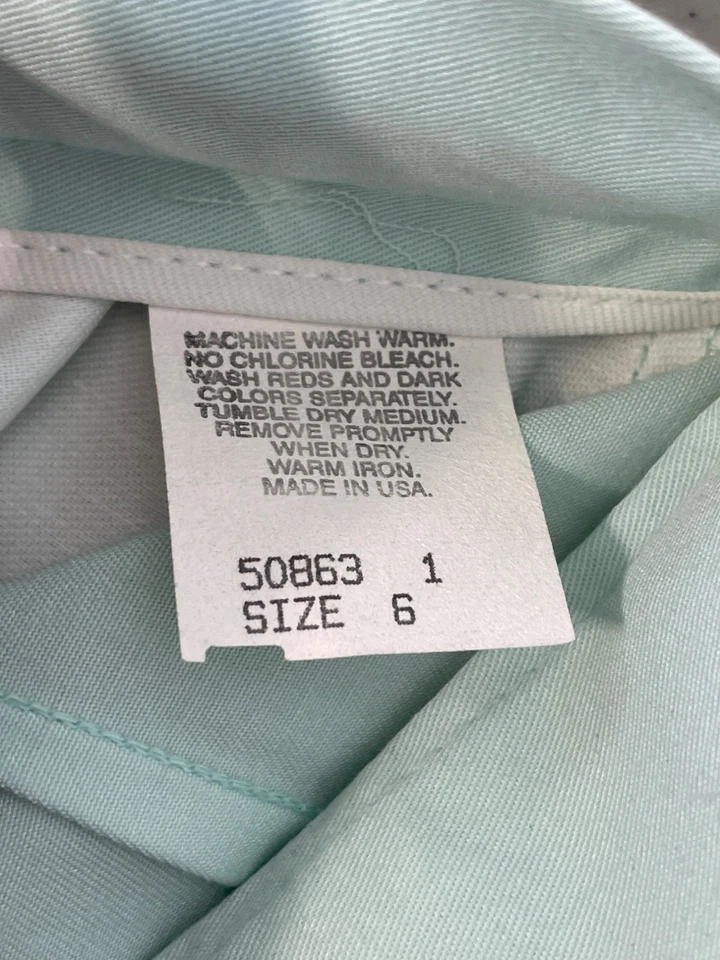 MACHINE WASH WARM.
NO CHLORINE BLEACH.
WASH REDS AND DARK
COLORS SEPARATELY.
TUMBLE DRY MEDIUM.
REMOVE PROMPTLY
WHEN DRY.
WARM IRON.
MADE IN USA.
50863 1
SIZE 6